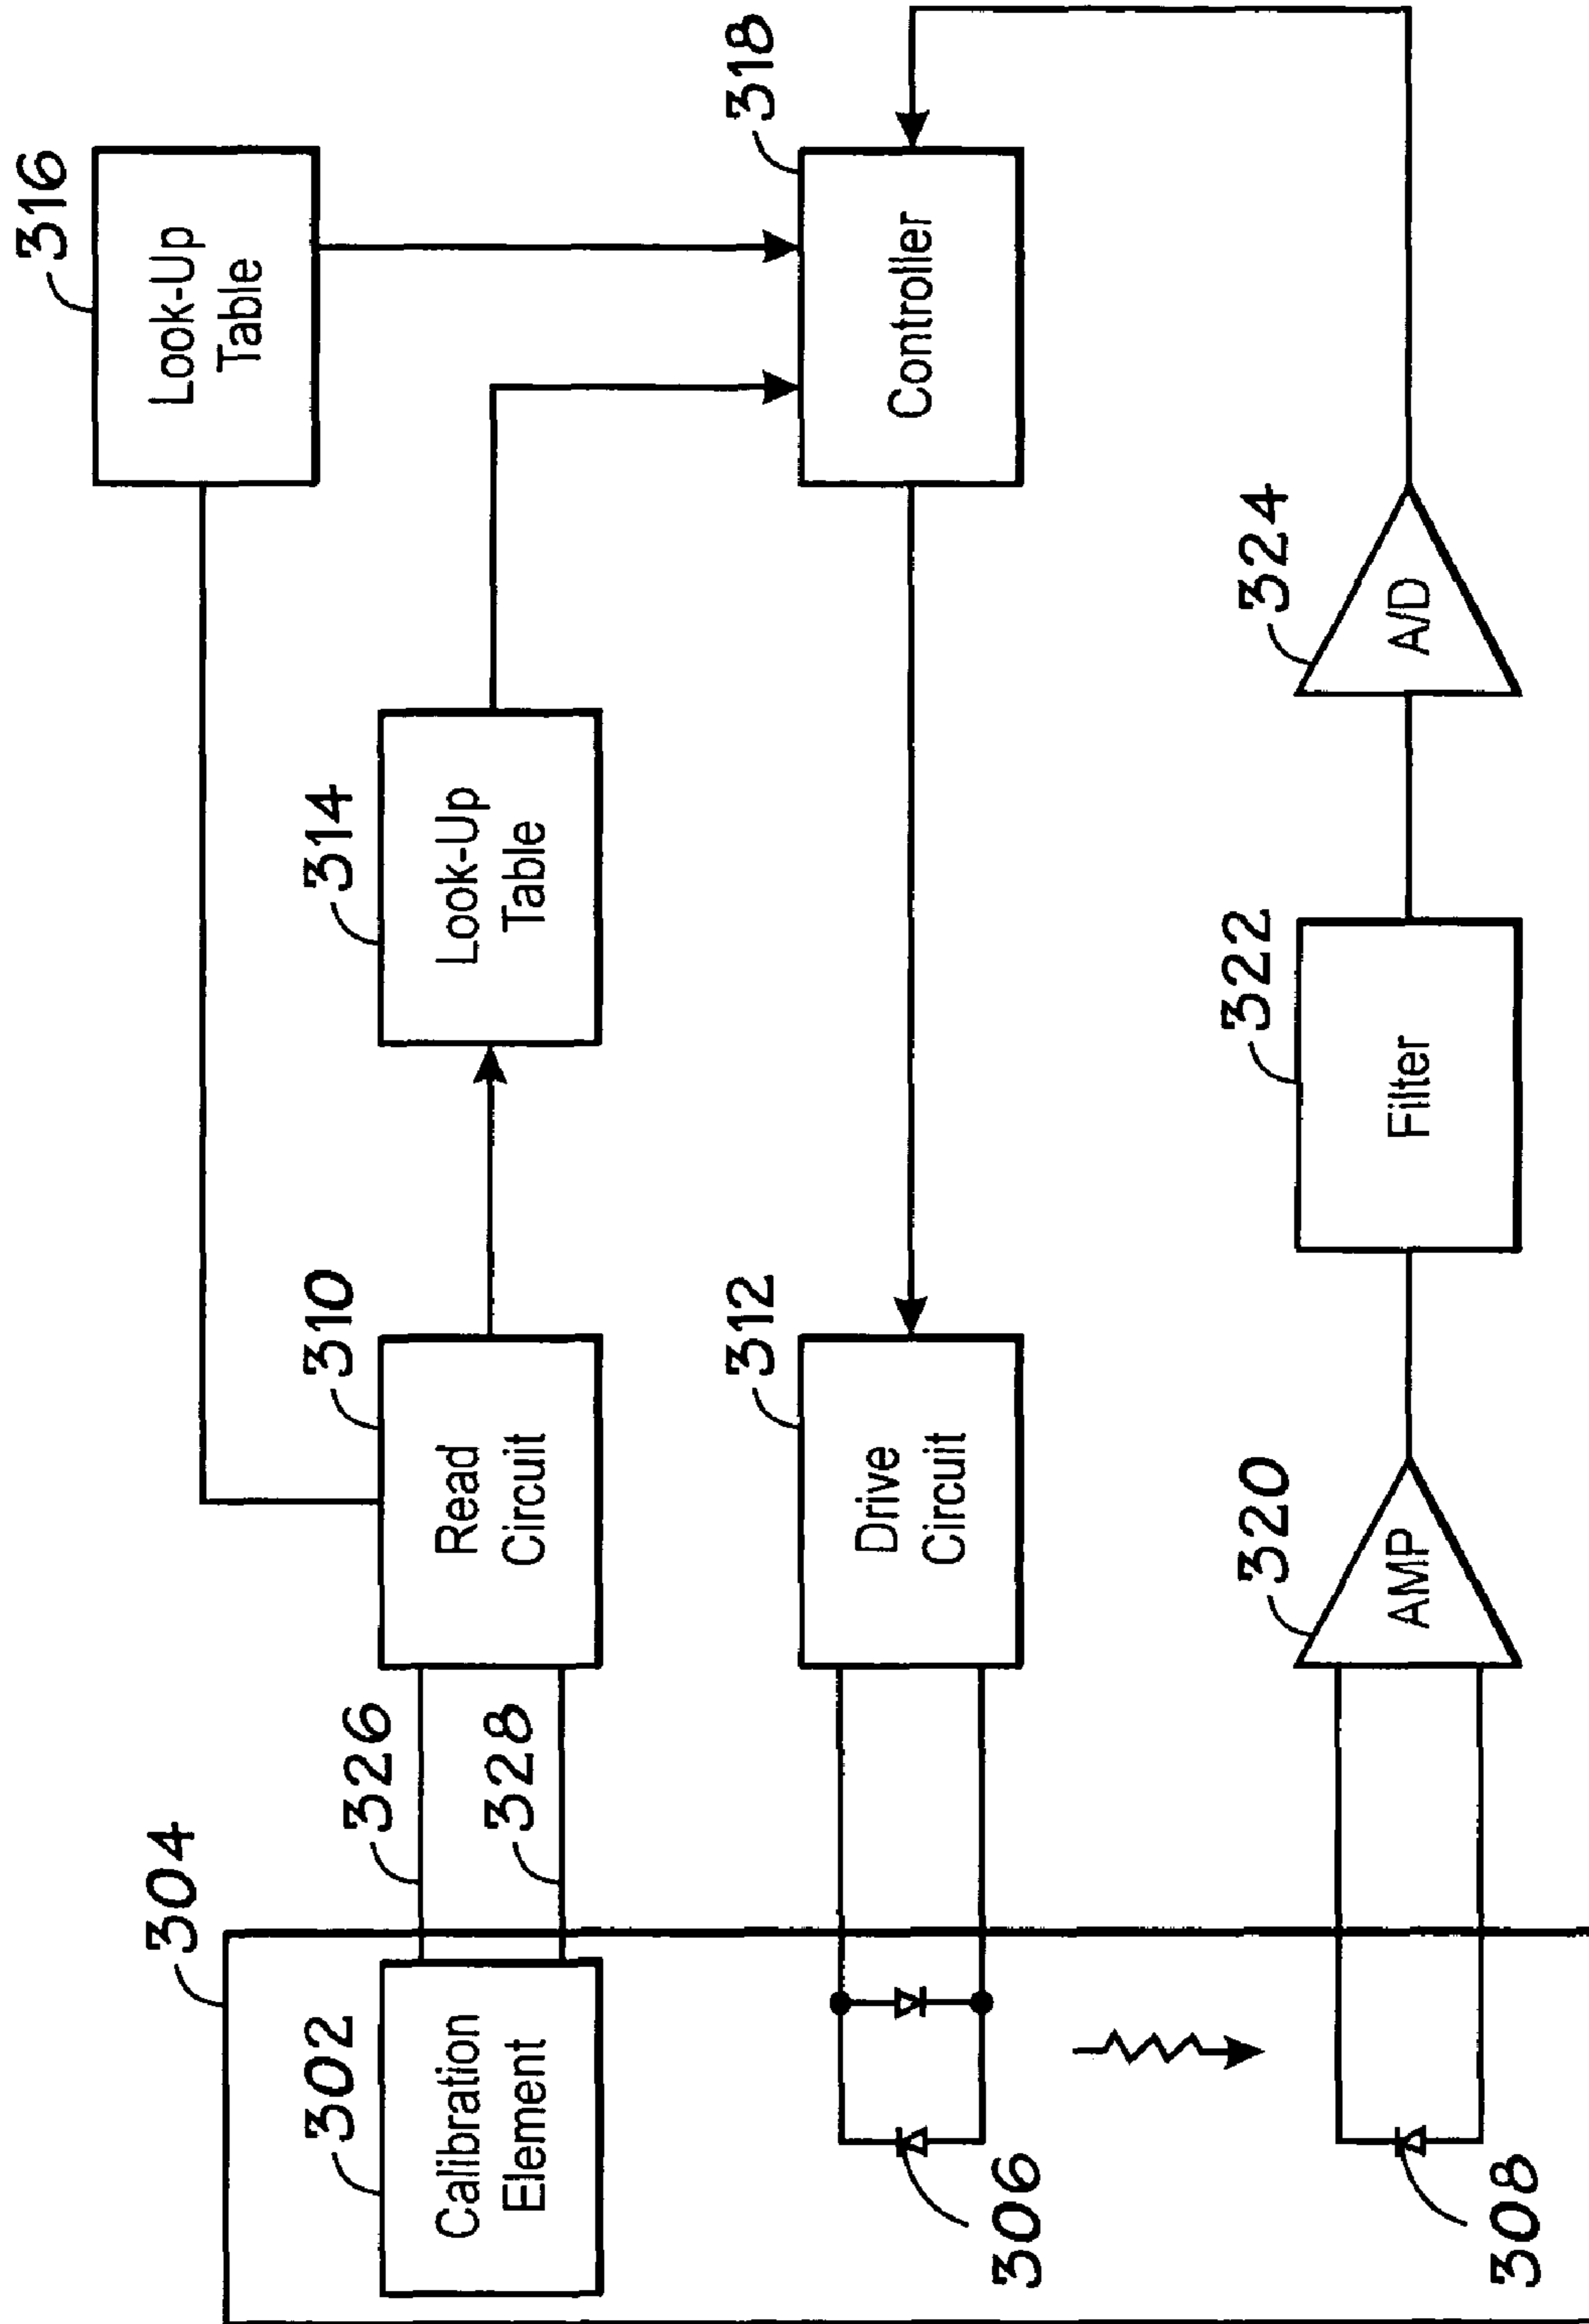 304
302
Calibration
Element
326
328
310
Read
Circuit
314
Look-Up
Table
316
Look-Up
Table
306
312
Drive
Circuit
318
Controller
308
320
AMP
322
Filter
324
A/D